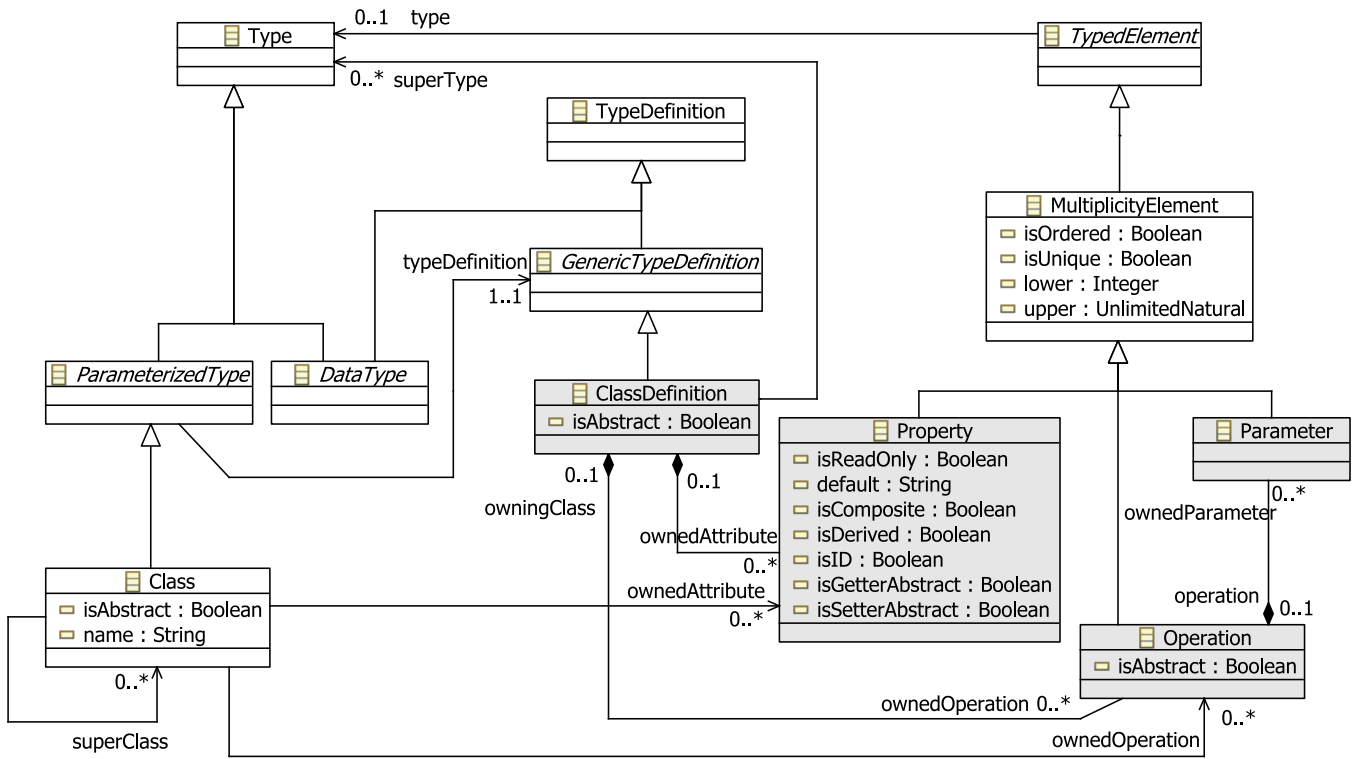 0..1 type
Type
TypedElement
0..* superType
TypeDefinition
MultiplicityElement
isOrdered : Boolean
isUnique : Boolean
lower : Integer
upper : UnlimitedNatural
typeDefinition
GenericTypeDefinition
1..1
ParameterizedType
DataType
ClassDefinition
isAbstract : Boolean
Property
isReadOnly : Boolean
default : String
isComposite : Boolean
isDerived : Boolean
isID : Boolean
isGetterAbstract : Boolean
isSetterAbstract : Boolean
Parameter
0..1
0..1
0..*
owningClass
ownedParameter
ownedAttribute
0..*
Class
isAbstract : Boolean
name : String
ownedAttribute
0..*
operation
0..1
Operation
isAbstract : Boolean
0..*
superClass
ownedOperation 0..*
0..*
ownedOperation